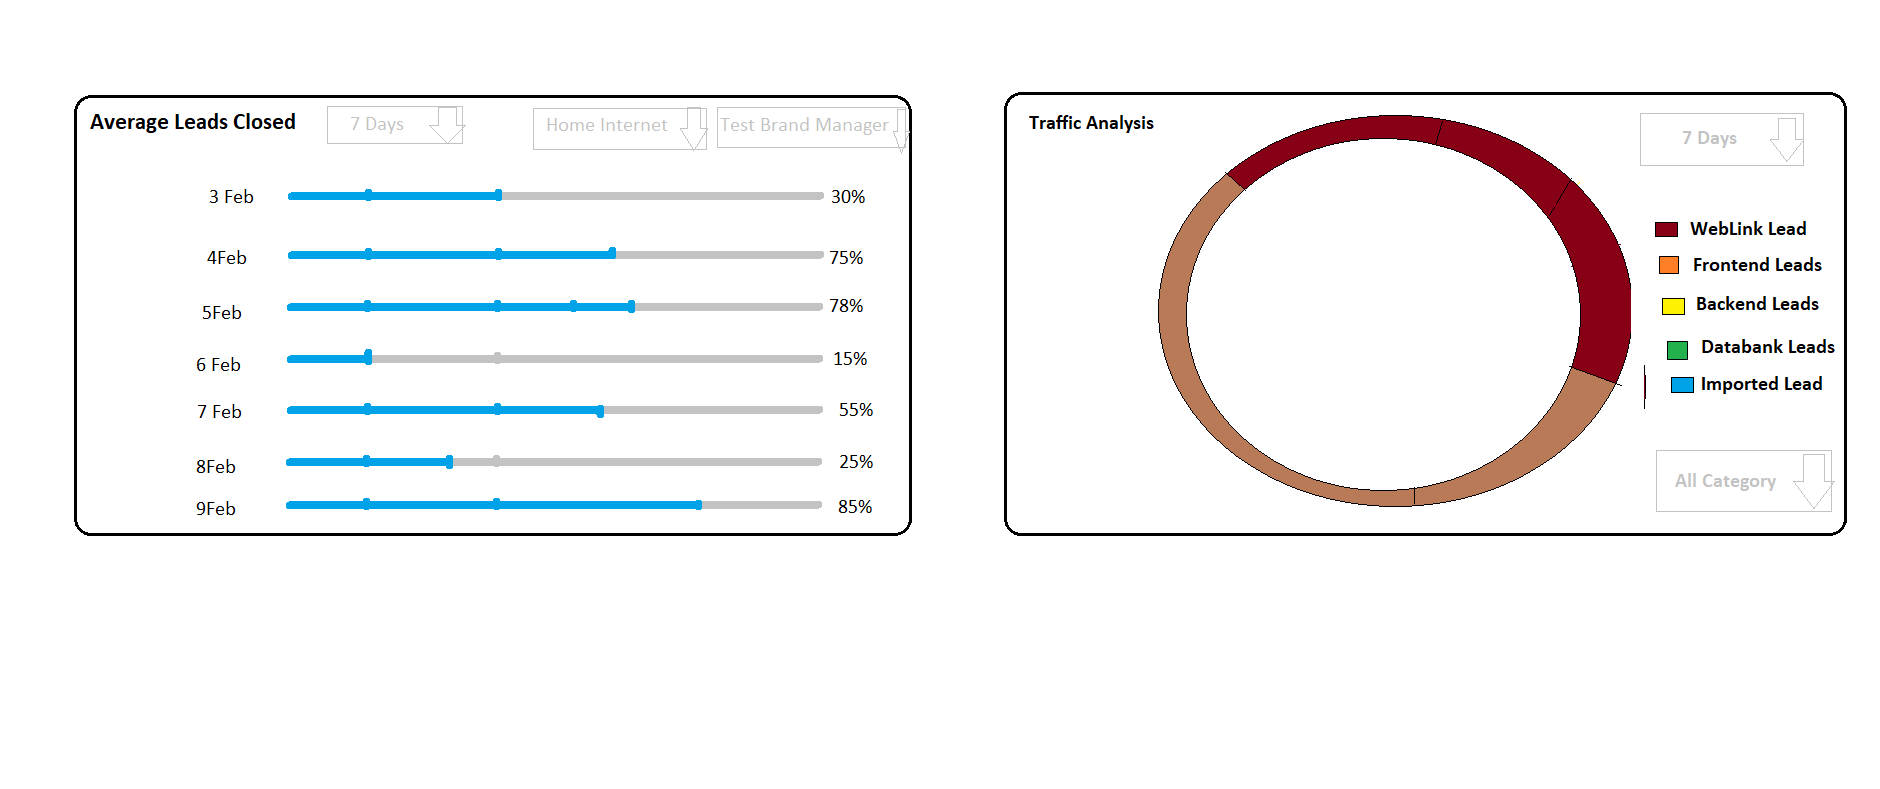 Average Leads Closed
7 Days
Home Internet
Test Brand Manager
3 Feb
30%
4Feb
75%
5Feb
78%
6 Feb
15%
7 Feb
55%
8Feb
25%
9Feb
85%
Traffic Analysis
7 Days
WebLink Lead
Frontend Leads
Backend Leads
Databank Leads
Imported Lead
All Category